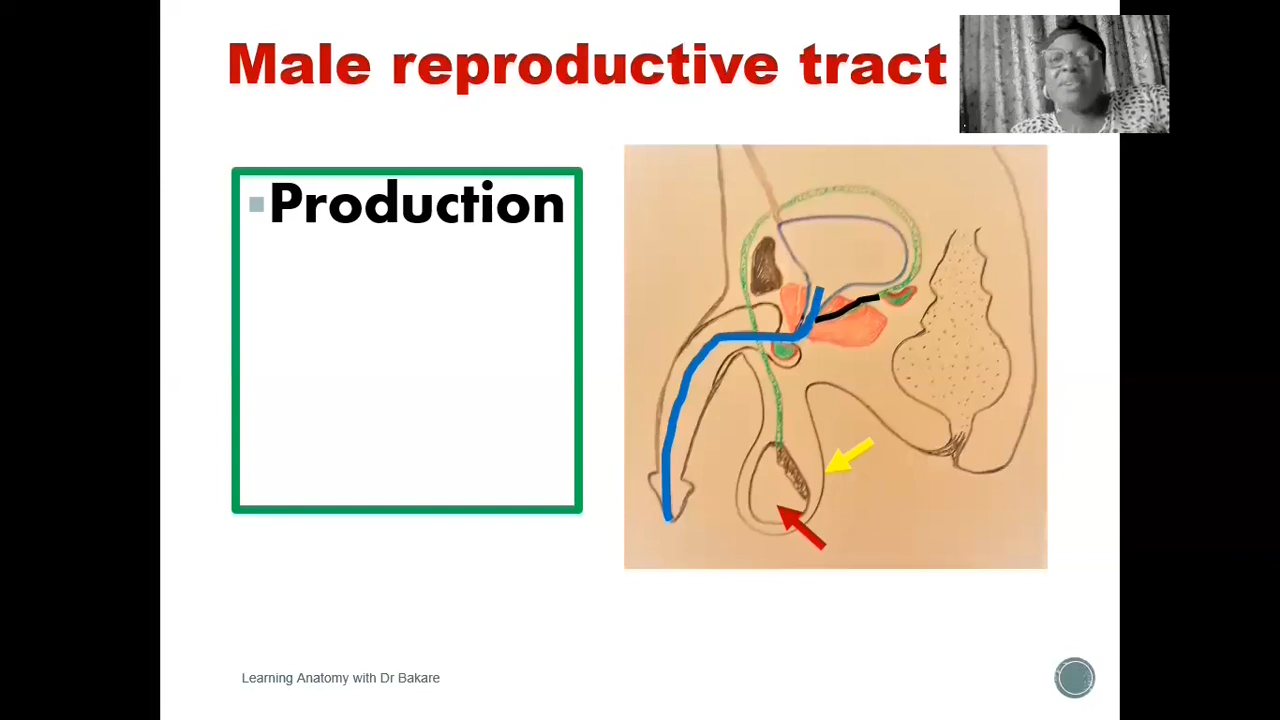 Male reproductive tract
Production
Learning Anatomy with Dr Bakare